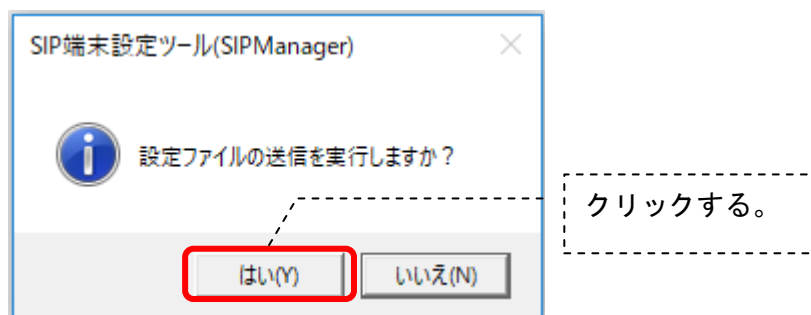 SIP端末設定ツール(SIPManager)
設定ファイルの送信を実行しますか？
クリックする。
はい(Y)
いいえ(N)